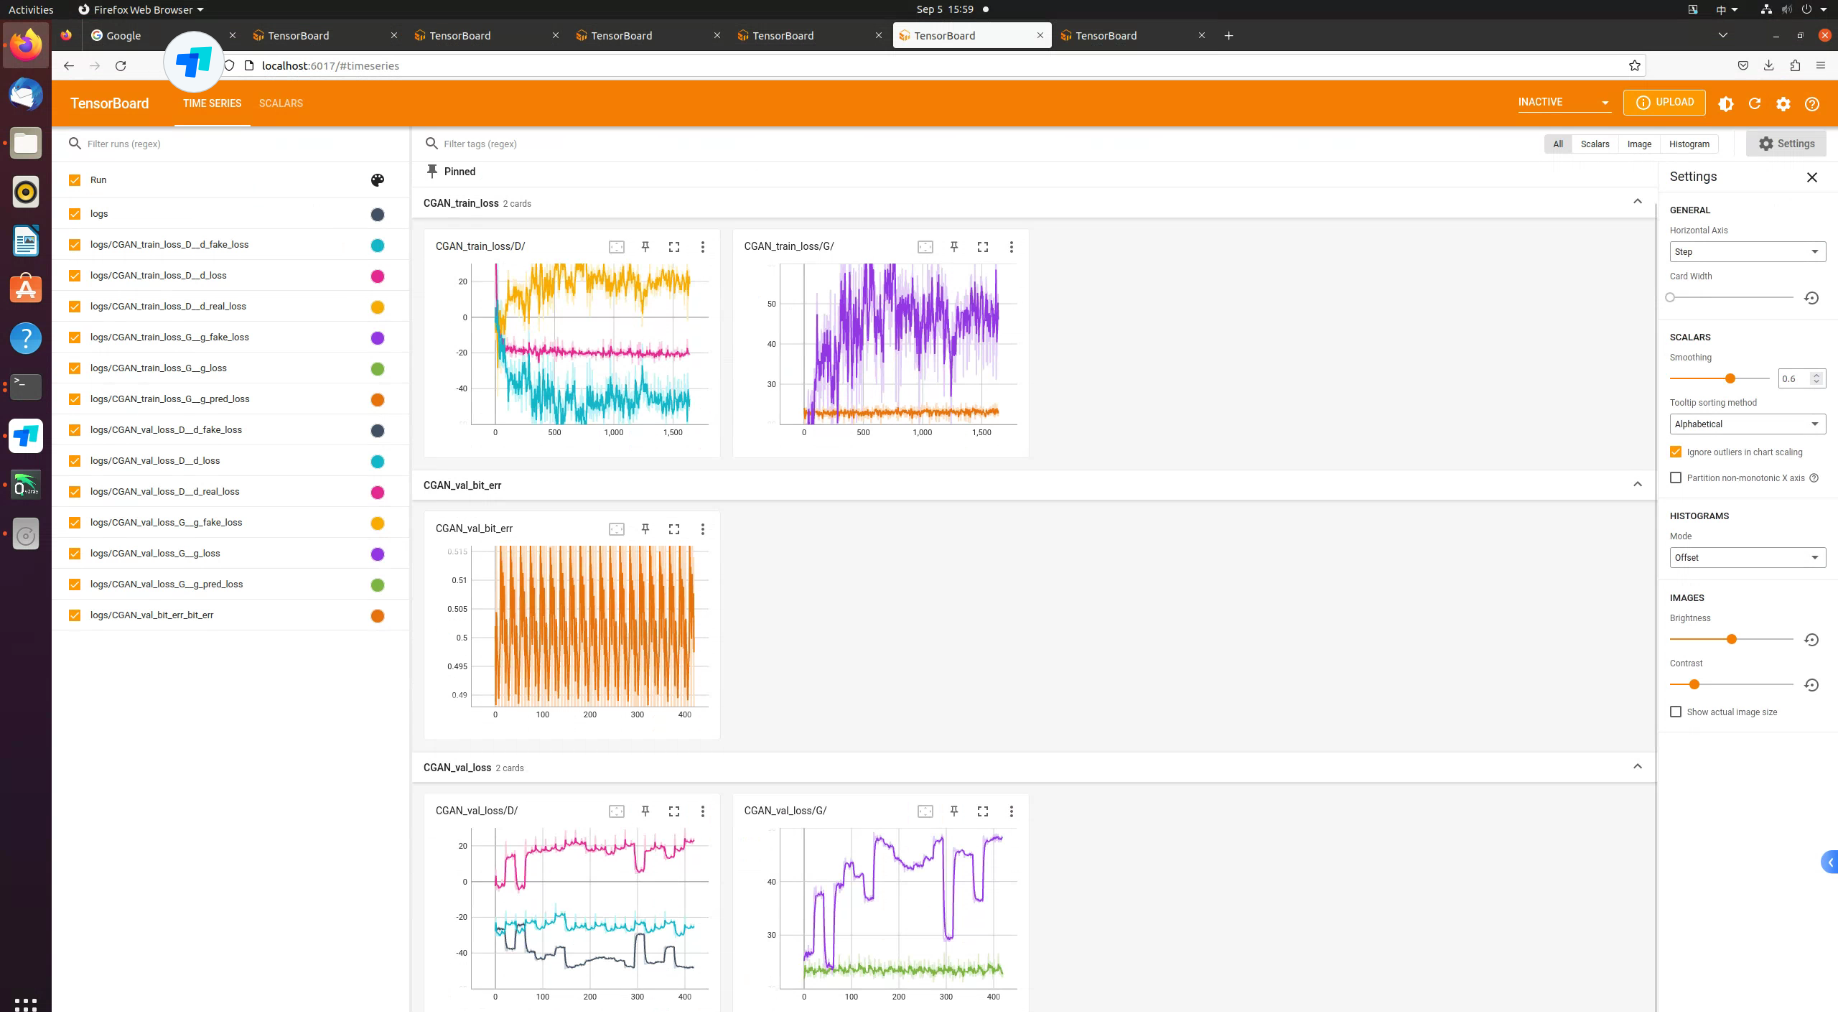 Activities
Firefox Web Browser
Sep 5 15:59
中
Google
TensorBoard
TensorBoard
TensorBoard
TensorBoard
TensorBoard
TensorBoard
localhost:6017/#timeseries
TensorBoard
TIME SERIES
SCALARS
INACTIVE
UPLOAD
Filter runs (regex)
Run
logs
logs/CGAN_train_loss_D__d_fake_loss
logs/CGAN_train_loss_D__d_loss
logs/CGAN_train_loss_D__d_real_loss
logs/CGAN_train_loss_G__g_fake_loss
logs/CGAN_train_loss_G__g_loss
logs/CGAN_train_loss_G__g_pred_loss
logs/CGAN_val_loss_D__d_fake_loss
logs/CGAN_val_loss_D__d_loss
logs/CGAN_val_loss_D__d_real_loss
logs/CGAN_val_loss_G__g_fake_loss
logs/CGAN_val_loss_G__g_loss
logs/CGAN_val_loss_G__g_pred_loss
logs/CGAN_val_bit_err_bit_err
Filter tags (regex)
All
Scalars
Image
Histogram
Settings
Pinned
CGAN_train_loss 2 cards
CGAN_train_loss/D/
20
0
-20
-40
0 500 1,000 1,500
CGAN_train_loss/G/
50
40
30
0 500 1,000 1,500
CGAN_val_bit_err
CGAN_val_bit_err
0.515
0.51
0.505
0.5
0.495
0.49
0 100 200 300 400
CGAN_val_loss 2 cards
CGAN_val_loss/D/
20
0
-20
-40
0 100 200 300 400
CGAN_val_loss/G/
40
30
0 100 200 300 400
Settings
GENERAL
Horizontal Axis
Step
Card Width
SCALARS
Smoothing
0.6
Tooltip sorting method
Alphabetical
Ignore outliers in chart scaling
Partition non-monotonic X axis
HISTOGRAMS
Mode
Offset
IMAGES
Brightness
Contrast
Show actual image size